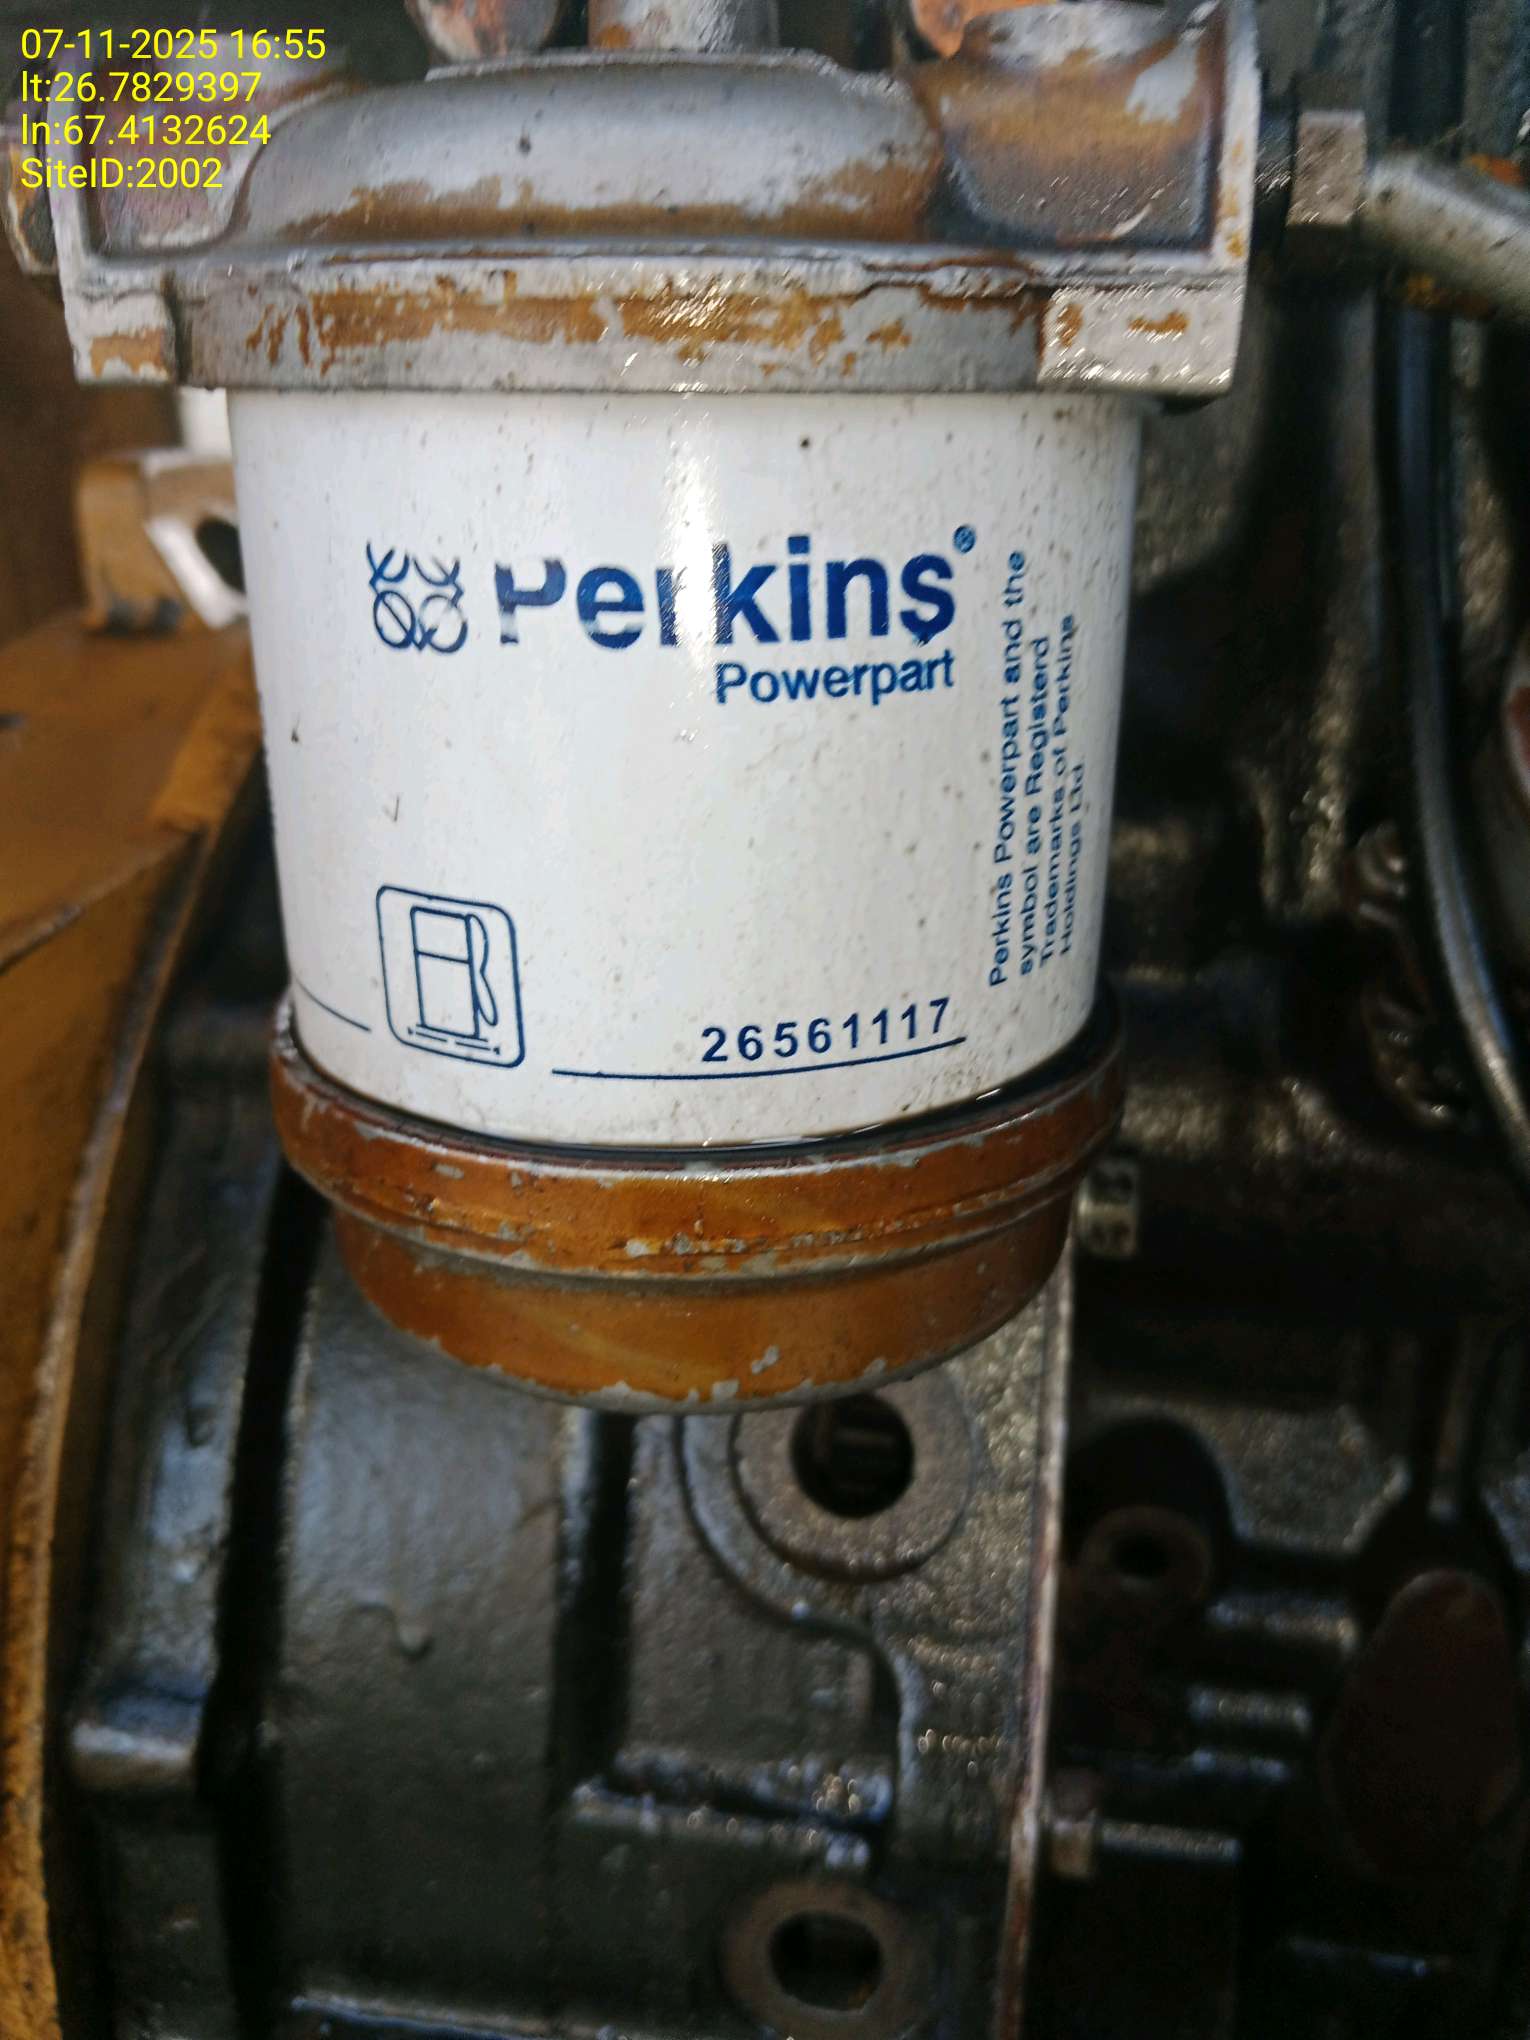 07-11-2025 16:55
lt:26.7829397
ln:67.4132624
SiteID:2002
Perkins®
Powerpart
Perkins Powerpart and the
symbol are Registerd
Trademarks of Perkins
Holdings Ltd.
26561117